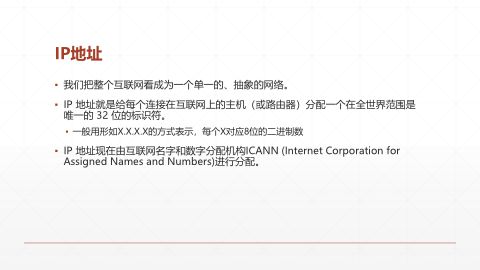 IP地址
我们把整个互联网看成为一个单一的、抽象的网络。
IP 地址就是给每个连接在互联网上的主机（或路由器）分配一个在全世界范围是
唯一的 32 位的标识符。
一般用形如X.X.X.X的方式表示，每个X对应8位的二进制数
IP 地址现在由互联网名字和数字分配机构ICANN (Internet Corporation for
Assigned Names and Numbers)进行分配。